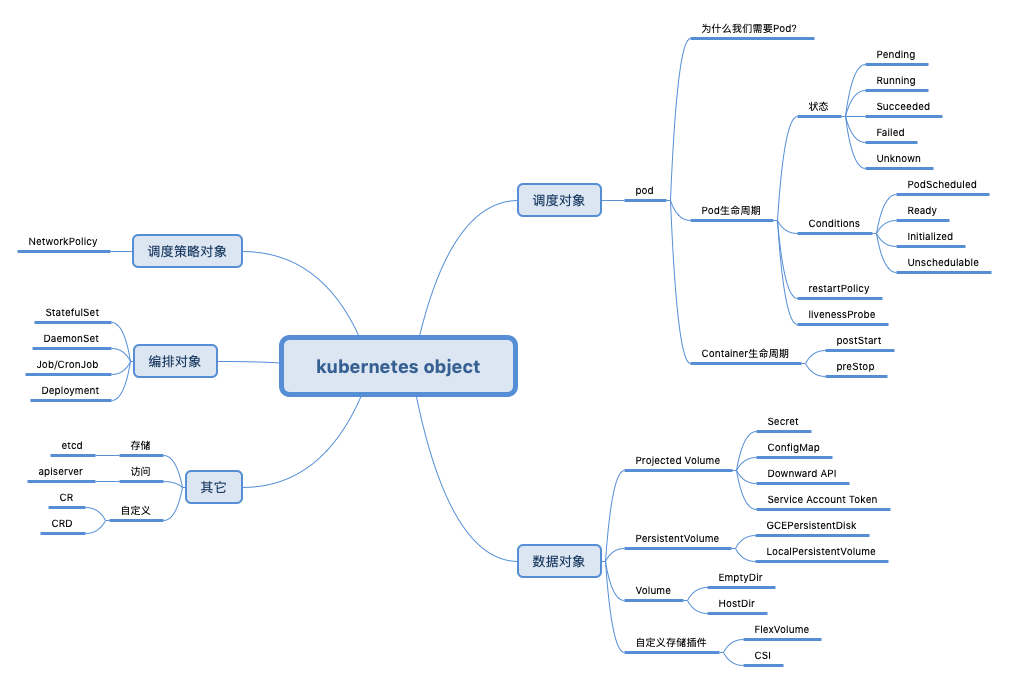 kubernetes object
调度对象
pod
为什么我们需要Pod?
Pod生命周期
状态
Pending
Running
Succeeded
Failed
Unknown
Conditions
PodScheduled
Ready
Initialized
Unschedulable
restartPolicy
livenessProbe
Container生命周期
postStart
preStop
数据对象
Projected Volume
Secret
ConfigMap
Downward API
Service Account Token
PersistentVolume
GCEPersistentDisk
LocalPersistentVolume
Volume
EmptyDir
HostDir
自定义存储插件
FlexVolume
CSI
调度策略对象
NetworkPolicy
编排对象
StatefulSet
DaemonSet
Job/CronJob
Deployment
其它
存储
etcd
访问
apiserver
自定义
CR
CRD